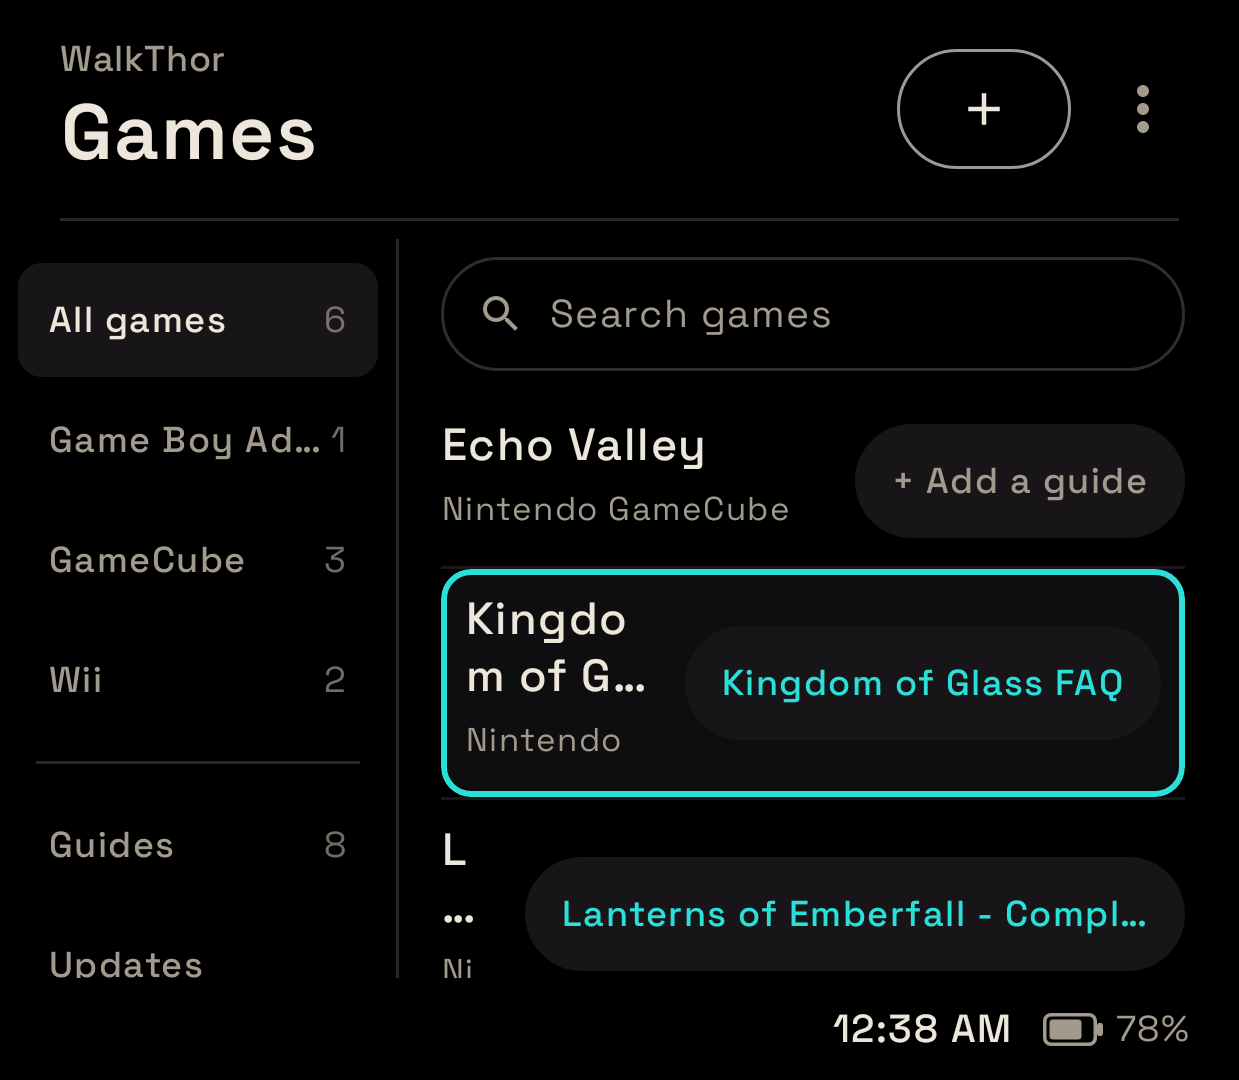 WalkThor
Games
+
All games 6
Game Boy Ad... 1
GameCube 3
Wii 2
Guides 8
Updates
Search games
Echo Valley
Nintendo GameCube
+ Add a guide
Kingdo
m of G...
Nintendo
Kingdom of Glass FAQ
L
...
Ni
Lanterns of Emberfall - Compl...
12:38 AM 78%